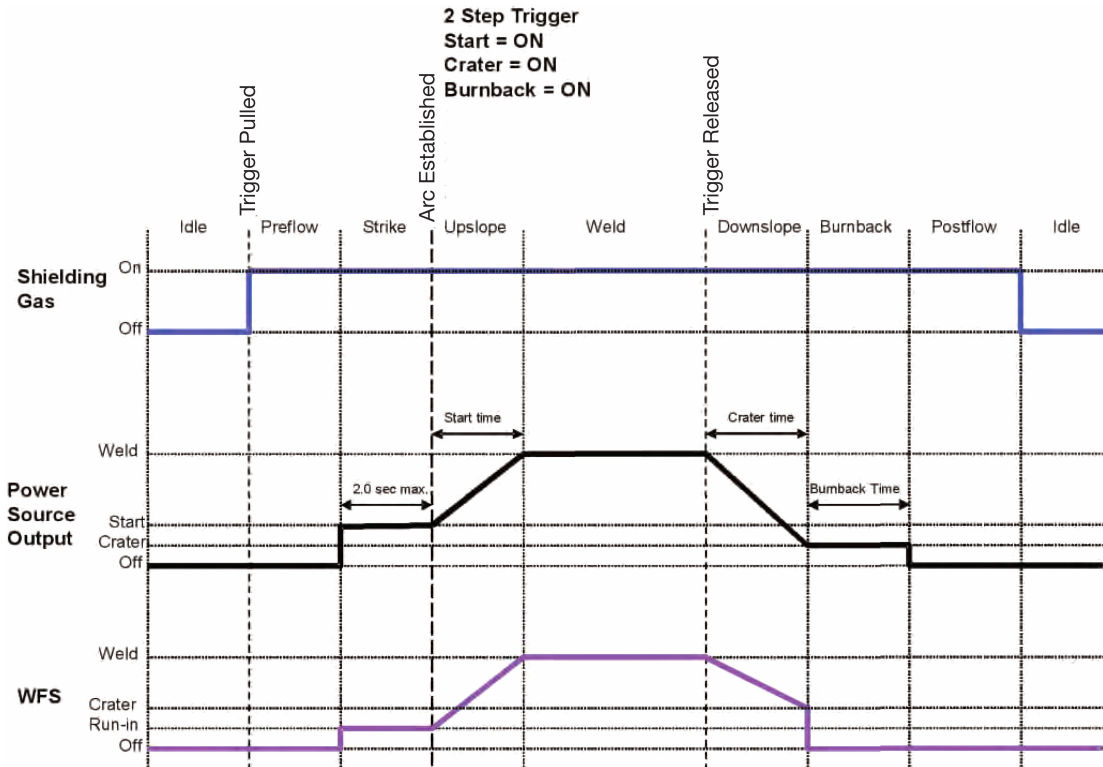 2 Step Trigger
Start = ON
Crater = ON
Burnback = ON
Trigger Pulled
Arc Established
Trigger Released
Idle
Preflow
Strike
Upslope
Weld
Downslope
Burnback
Postflow
Idle
Shielding
Gas
On
Off
Start time
Crater time
2.0 sec max.
Burnback Time
Power
Source
Output
Weld
Start
Crater
Off
WFS
Weld
Crater
Run-in
Off